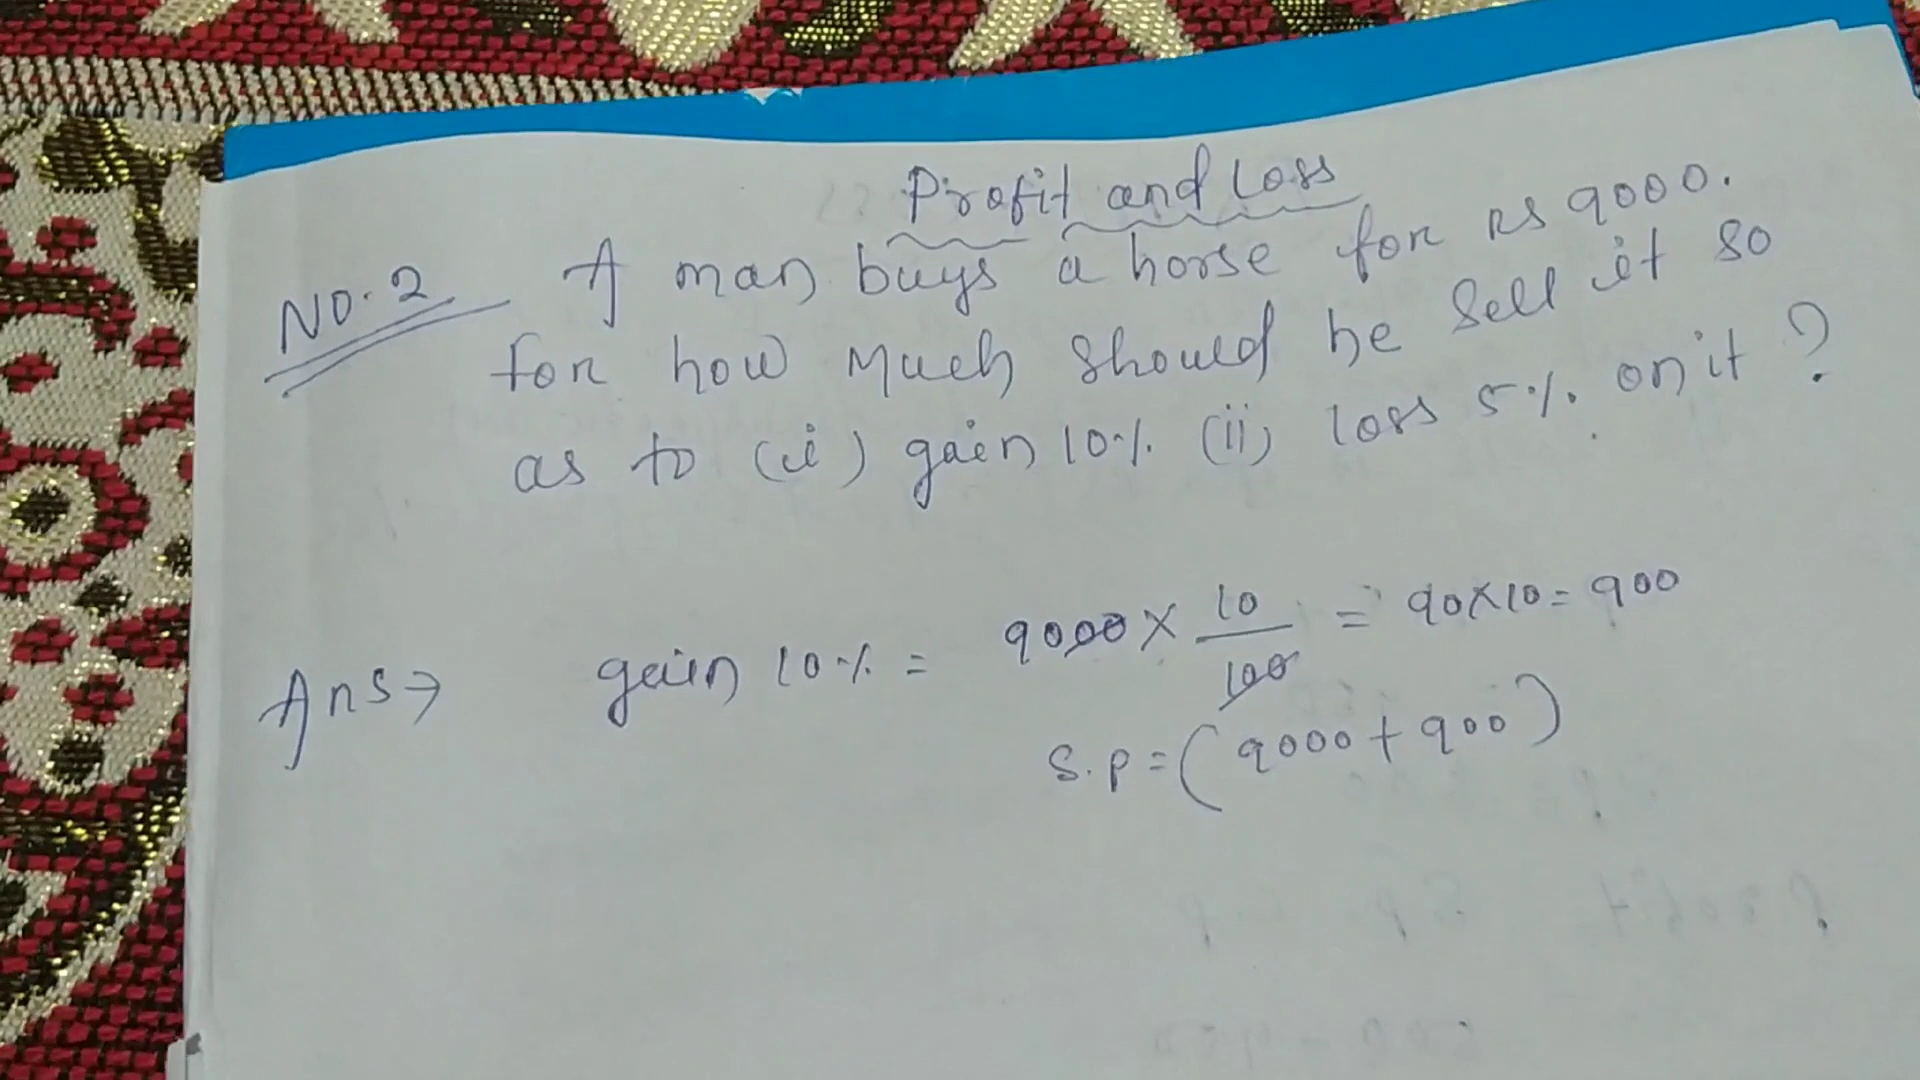 Profit and Loss
No. 2 A man buys a horse for Rs 9000.
For how much should he sell it so
as to (i) gain 10% (ii) loss 5% on it ?
Ans → gain 10% = 9000 × 10/100 = 90×10 = 900
S.P = (9000 + 900)